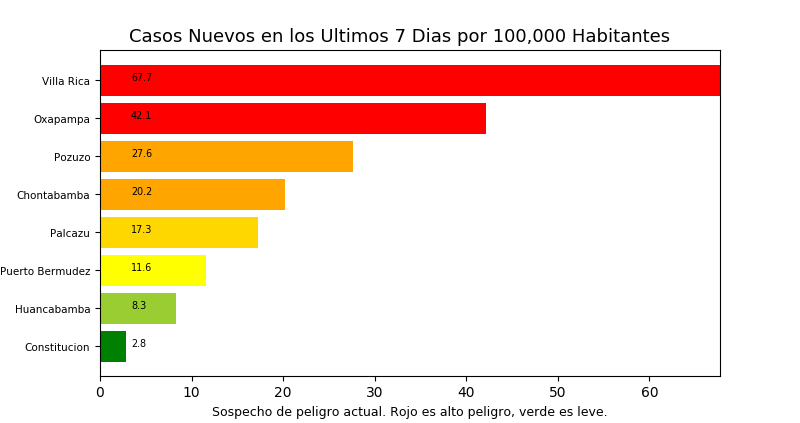 Casos Nuevos en los Ultimos 7 Dias por 100,000 Habitantes
Villa Rica 67.7
Oxapampa 42.1
Pozuzo 27.6
Chontabamba 20.2
Palcazu 17.3
Puerto Bermudez 11.6
Huancabamba 8.3
Constitucion 2.8
0 10 20 30 40 50 60
Sospecho de peligro actual. Rojo es alto peligro, verde es leve.